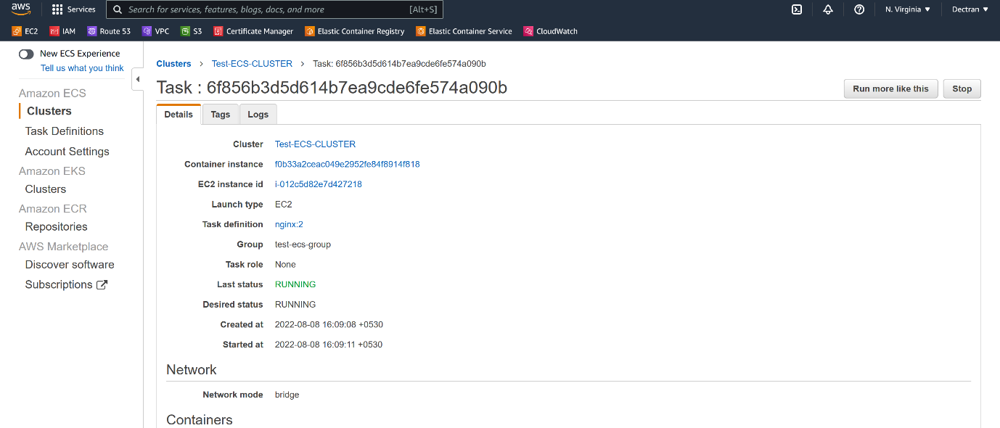 aws Services Search for services, features, blogs, docs, and more [Alt+S] N. Virginia ▼ Dectran ▼
EC2 IAM Route 53 VPC S3 Certificate Manager Elastic Container Registry Elastic Container Service CloudWatch
New ECS Experience
Tell us what you think
Amazon ECS
Clusters
Task Definitions
Account Settings
Amazon EKS
Clusters
Amazon ECR
Repositories
AWS Marketplace
Discover software
Subscriptions
Clusters > Test-ECS-CLUSTER > Task: 6f856b3d5d614b7ea9cde6fe574a090b
Task : 6f856b3d5d614b7ea9cde6fe574a090b
Run more like this Stop
Details Tags Logs
Cluster Test-ECS-CLUSTER
Container instance f0b33a2ceac049e2952fe84f8914f818
EC2 instance id i-012c5d82e7d427218
Launch type EC2
Task definition nginx:2
Group test-ecs-group
Task role None
Last status RUNNING
Desired status RUNNING
Created at 2022-08-08 16:09:08 +0530
Started at 2022-08-08 16:09:11 +0530
Network
Network mode bridge
Containers